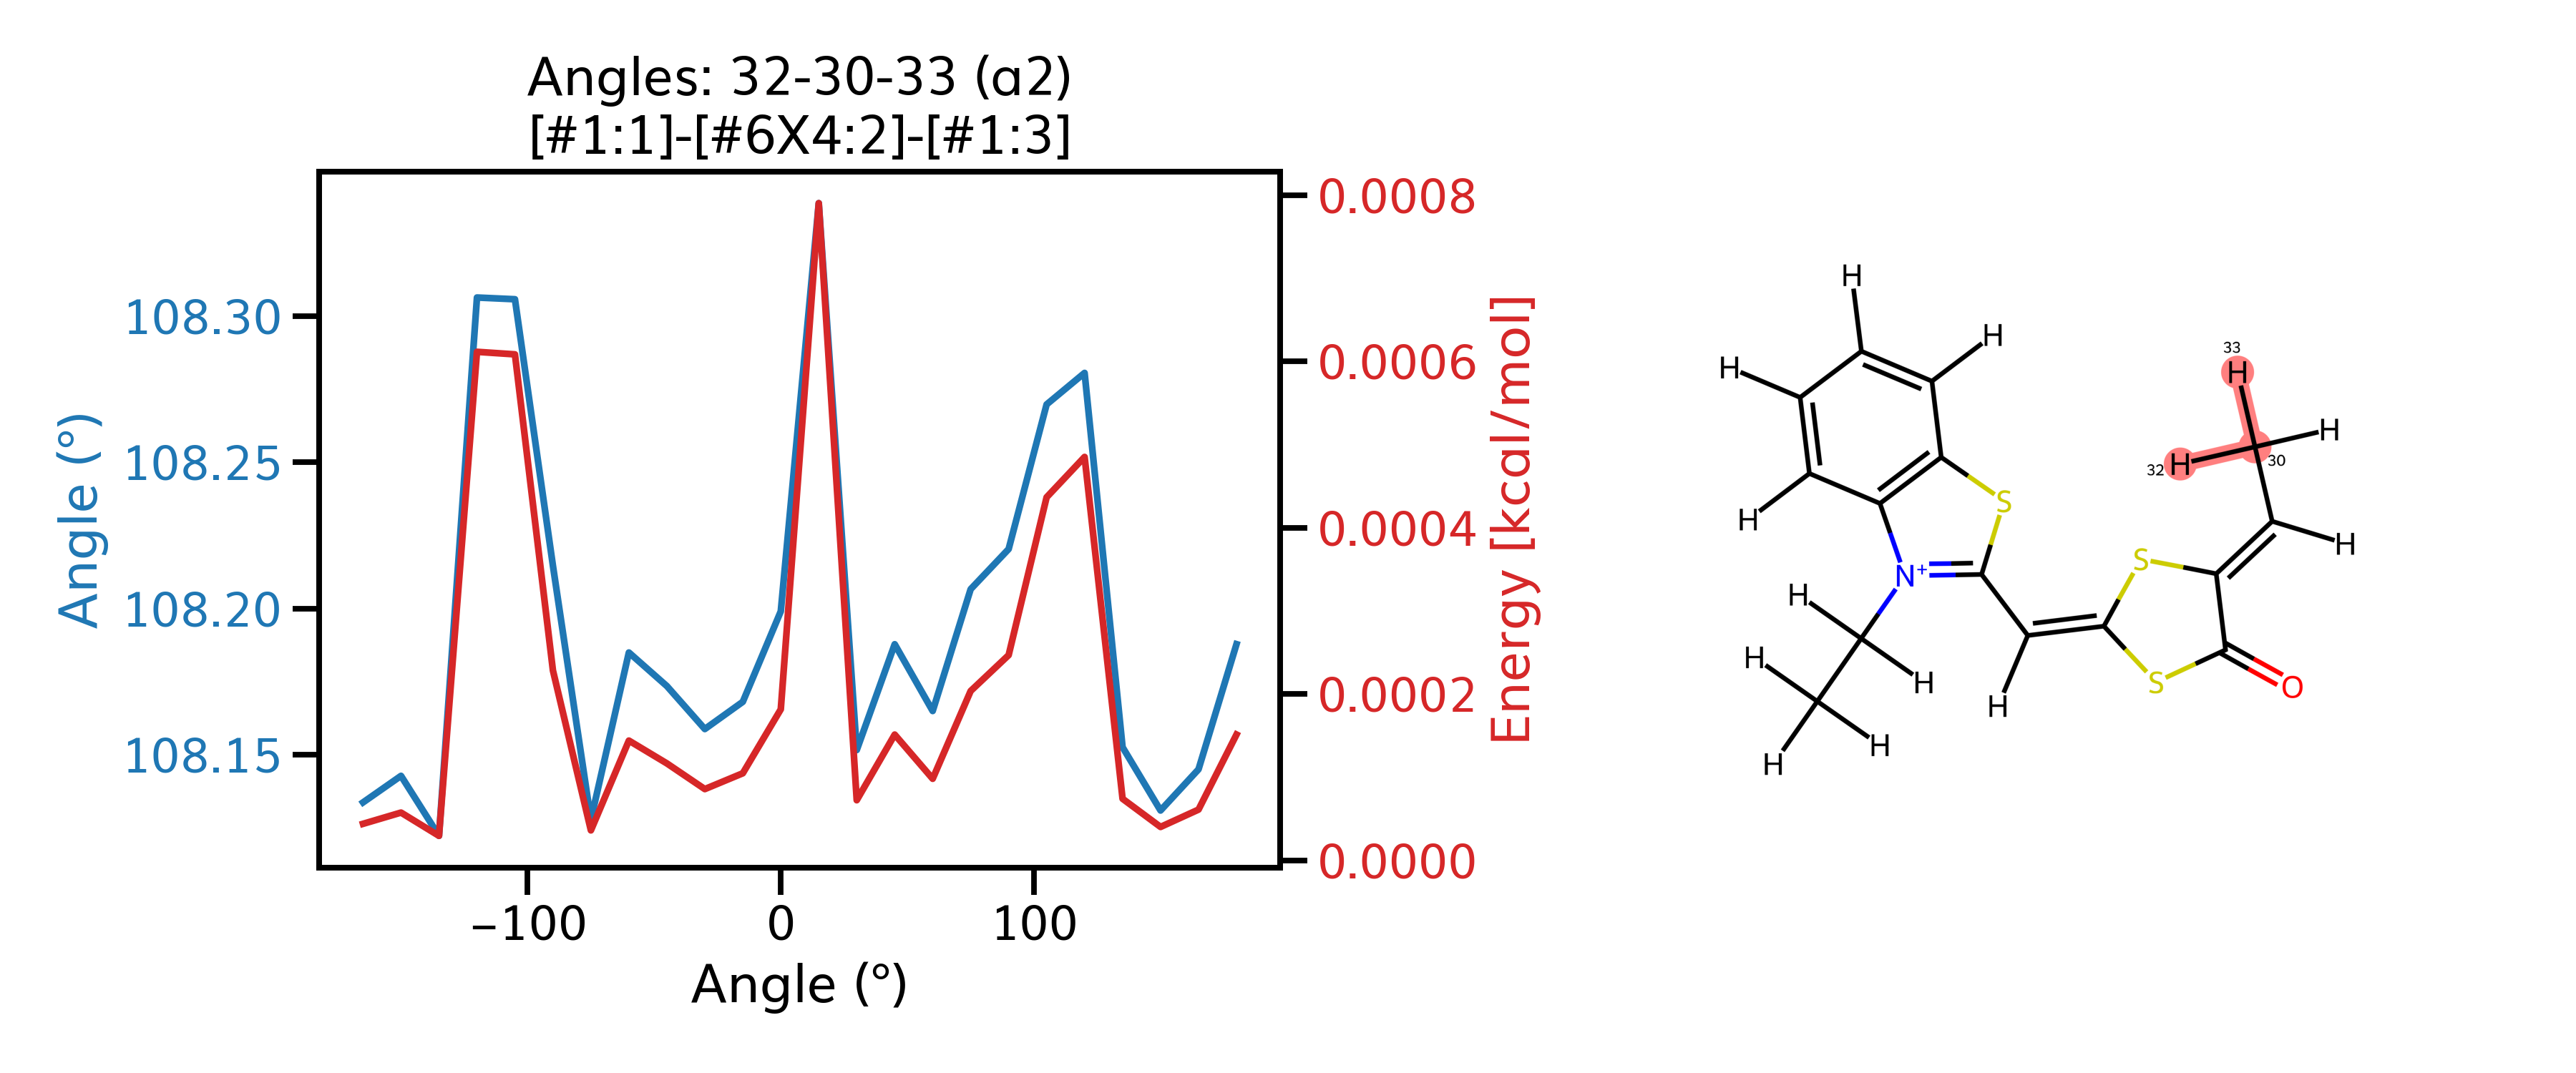 Angles: 32-30-33 (α2)
[#1:1]-[#6X4:2]-[#1:3]
Angle (°)
108.30
108.25
108.20
108.15
0.0008
0.0006
0.0004
0.0002
0.0000
Energy [kcal/mol]
−100 0 100
Angle (°)
H
H
33
H
H
H
32 H 30
S
H
H
S
N⁺
H
H
S
O
H
H
H
H